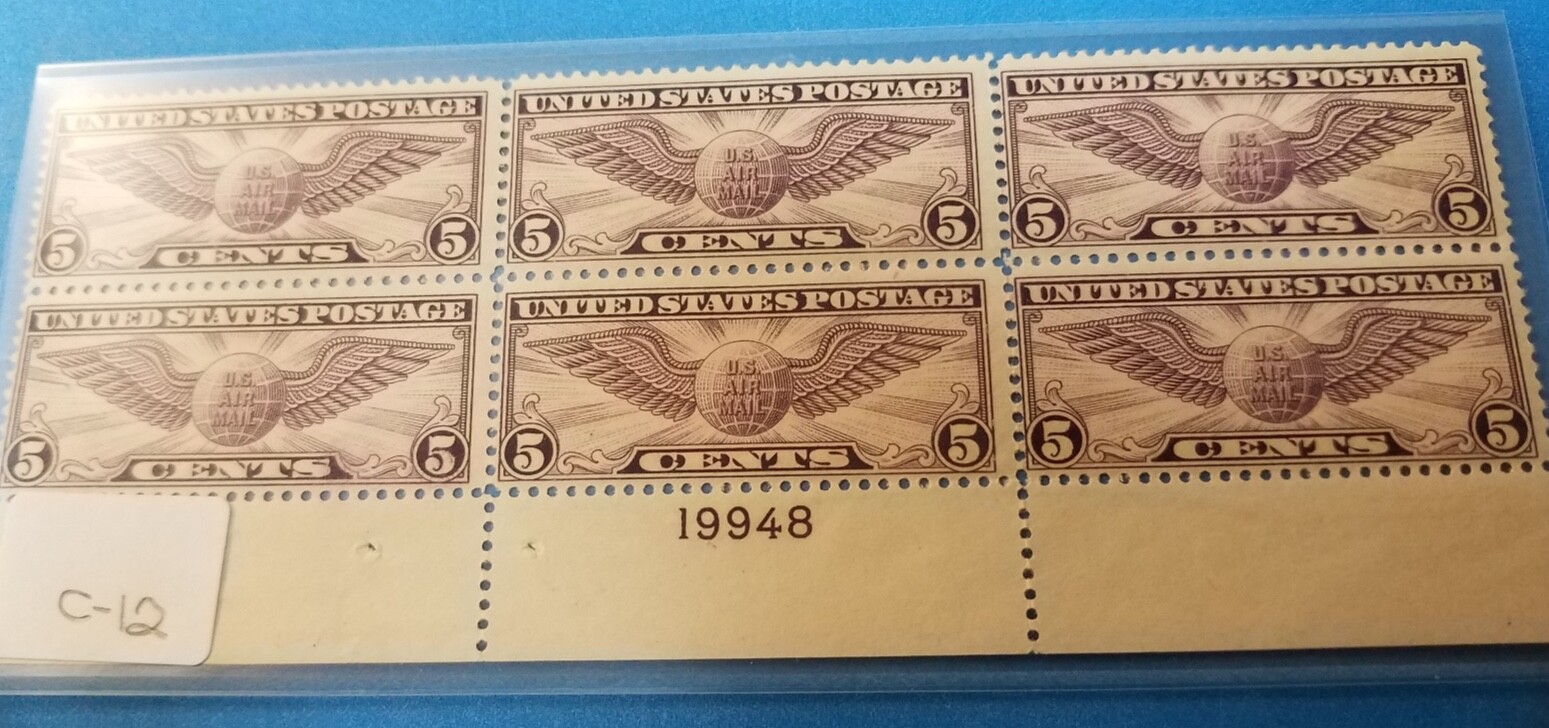 UNITED STATES POSTAGE
U.S.
AIR
MAIL
5 CENTS 5
UNITED STATES POSTAGE
U.S.
AIR
MAIL
5 CENTS 5
UNITED STATES POSTAGE
U.S.
AIR
MAIL
5 CENTS 5
UNITED STATES POSTAGE
U.S.
AIR
MAIL
5 CENTS 5
UNITED STATES POSTAGE
U.S.
AIR
MAIL
5 CENTS 5
UNITED STATES POSTAGE
U.S.
AIR
MAIL
5 CENTS 5
19948
C-12